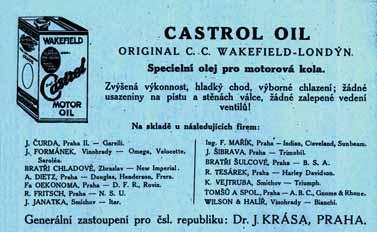 WAKEFIELD
Castrol
MOTOR
OIL
CASTROL OIL
ORIGINAL C. C. WAKEFIELD-LONDÝN.
Specielní olej pro motorová kola.
Zvýšená výkonnost, hladký chod, výborné chlazení; žádné
usazeniny na pístu a stěnách válce, žádné zalepené vedení
ventilů!
Na skladě u následujících firem:
J. ČURDA, Praha II. — Garelli.
J. FORMÁNEK, Vinohrady — Omega, Velocette,
Saroléa.
BRATŘI CHLADOVÉ, Zbraslav — New Imperial.
A. DIETZ, Praha — Douglas, Henderson, Frera.
Fa OEKONOMA, Praha — D. F. R., Rovin.
R. FRITSCH, Praha — N. S. U.
J. JANATKA, Smíchov — Itar.
Ing. F. MAŘÍK, Praha — Indian, Cleveland, Sunbeam.
J. ŠIBRAVA, Praha — Trimobil.
BRATŘI ŠULCOVÉ, Praha — B. S. A.
R. TESÁREK, Praha — Harley Davidson.
K. VEJTRUBA, Smíchov — Triumph.
TOMŠŮ A SPOL., Praha — A. B. C., Gnome & Rhone.
WILSON & HALÍŘ, Vinohrady — Bianchi.
Generální zastoupení pro čsl. republiku: Dr. J. KRÁSA, PRAHA.